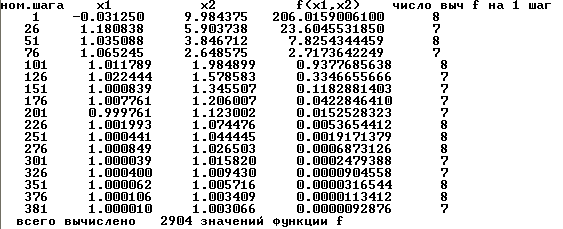 ном.шага x1 x2 f(x1,x2) число выч f на 1 шаг
1 -0.031250 9.984375 206.0159006100 8
26 1.180838 5.903738 23.6045531850 7
51 1.035088 3.846712 7.8254344459 8
76 1.065245 2.648575 2.7173642249 7
101 1.011789 1.984899 0.9377685638 8
126 1.022444 1.578583 0.3346655666 7
151 1.000839 1.345507 0.1182881403 7
176 1.007761 1.206007 0.0422846410 7
201 0.999761 1.123002 0.0152528323 7
226 1.001993 1.074476 0.0053654412 8
251 1.000441 1.044445 0.0019171379 8
276 1.000849 1.026503 0.0006873126 8
301 1.000039 1.015820 0.0002479388 7
326 1.000400 1.009430 0.0000904558 7
351 1.000062 1.005716 0.0000316544 8
376 1.000106 1.003409 0.0000113412 8
381 1.000010 1.003066 0.0000092876 7
всего вычислено 2904 значений функции f